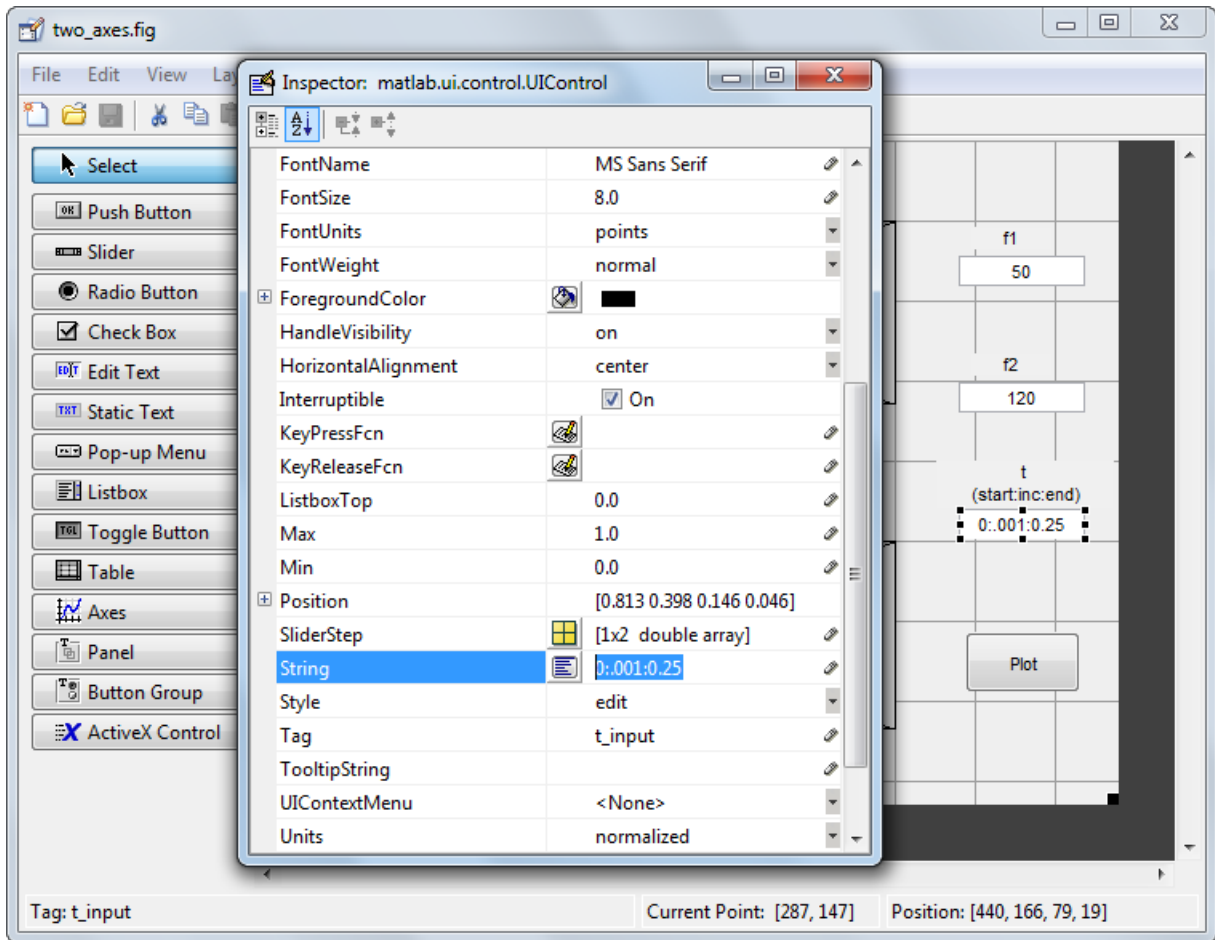 two_axes.fig
File Edit View La
Inspector: matlab.ui.control.UIControl
Select
OK Push Button
Slider
Radio Button
Check Box
EDIT Edit Text
TXT Static Text
Pop-up Menu
Listbox
TGL Toggle Button
Table
Axes
Panel
Button Group
ActiveX Control
FontName MS Sans Serif
FontSize 8.0
FontUnits points
FontWeight normal
ForegroundColor
HandleVisibility on
HorizontalAlignment center
Interruptible On
KeyPressFcn
KeyReleaseFcn
ListboxTop 0.0
Max 1.0
Min 0.0
Position [0.813 0.398 0.146 0.046]
SliderStep [1x2 double array]
String 0:.001:0.25
Style edit
Tag t_input
TooltipString
UIContextMenu <None>
Units normalized
f1
50
f2
120
t
(start:inc:end)
0:.001:0.25
Plot
Tag: t_input Current Point: [287, 147] Position: [440, 166, 79, 19]